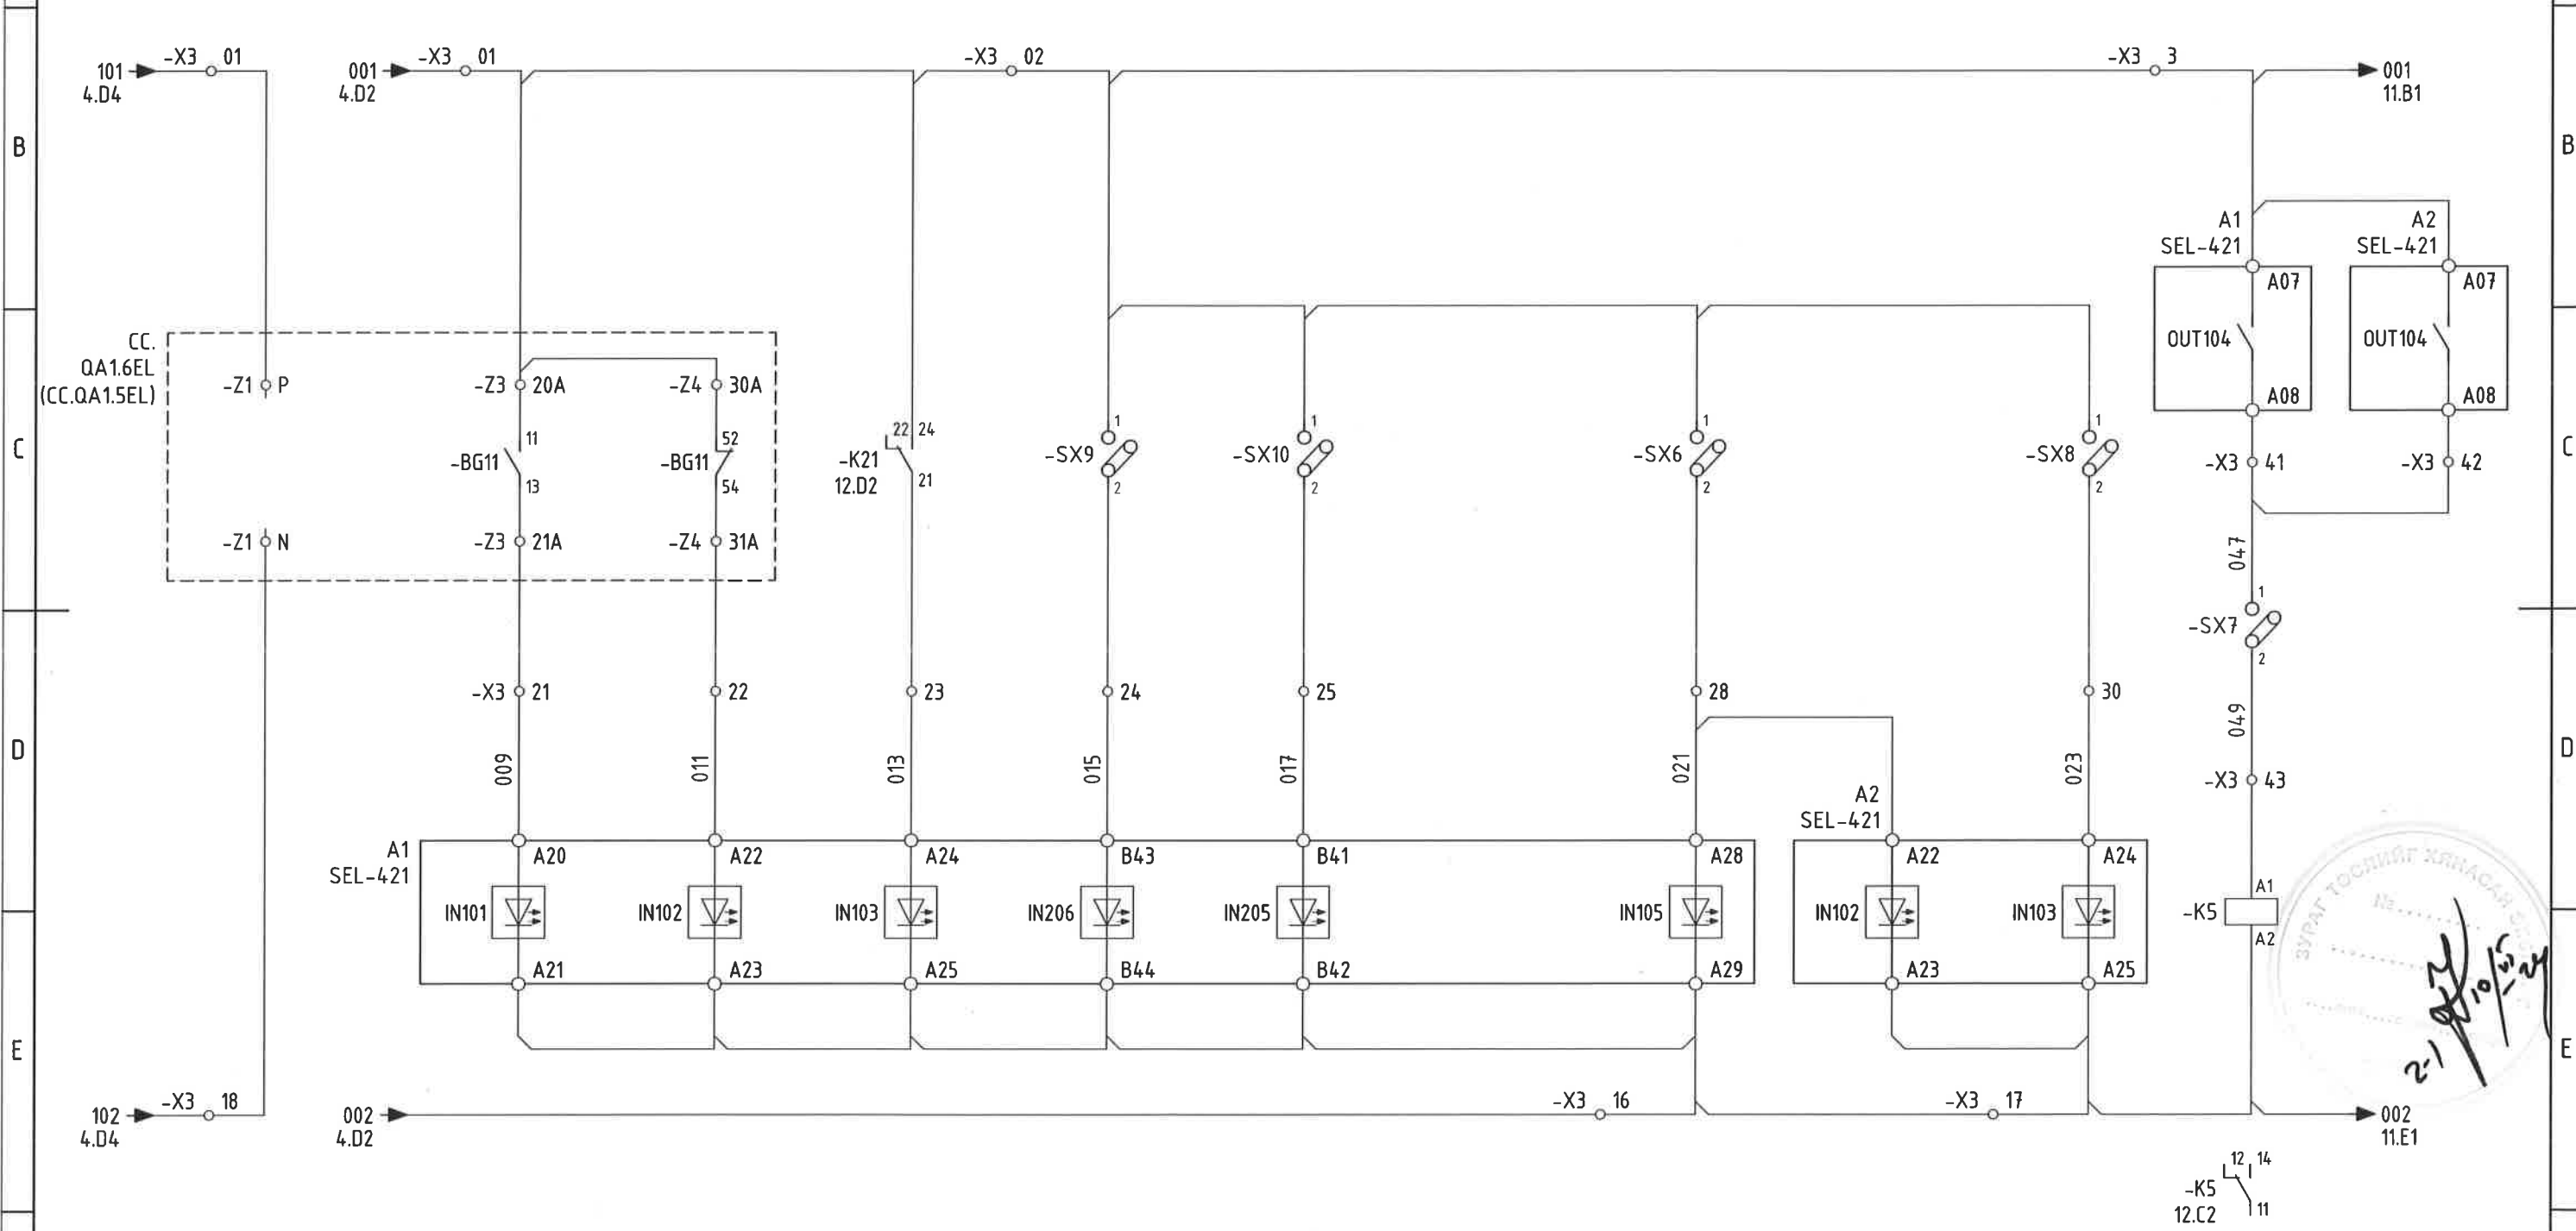 -X3 01
101
4.D4
-X3 01
001
4.D2
-X3 02
-X3 3
001
11.B1
B
B
A1
SEL-421
A2
SEL-421
A07
A07
OUT104
OUT104
A08
A08
CC.
QA1.6EL
(CC.QA1.5EL)
-Z1 P
-Z3 20A
-Z4 30A
C
C
11
-BG11
13
52
-BG11
54
22 24
-K21
12.D2
21
1
-SX9
2
1
-SX10
2
1
-SX6
2
1
-SX8
2
-X3 41
-X3 42
-Z1 N
-Z3 21A
-Z4 31A
047
1
-SX7
2
-X3 21
22
23
24
25
28
30
049
D
D
009
011
013
015
017
021
023
-X3 43
A2
SEL-421
A1
SEL-421
A20
A22
A24
B43
B41
A28
A22
A24
IN101
IN102
IN103
IN206
IN205
IN105
IN102
IN103
A1
-K5
A2
A21
A23
A25
B44
B42
A29
A23
A25
ЗУРАГ ТӨСЛИЙГ ХЯНАСАН
№
2-1
E
E
-X3 18
102
4.D4
002
4.D2
-X3 16
-X3 17
002
11.E1
12 14
-K5
12.C2
11